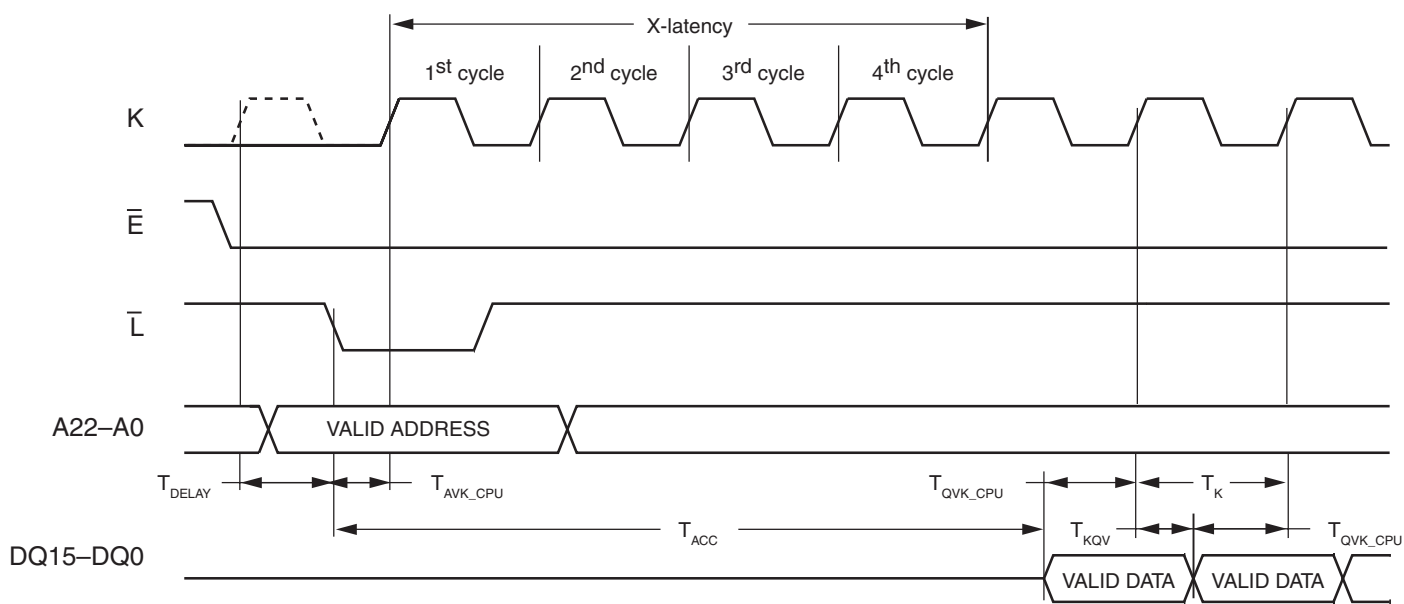 X-latency
1st cycle 2nd cycle 3rd cycle 4th cycle
K
E
L
A22–A0 VALID ADDRESS
TDELAY TAVK_CPU TQVK_CPU TK
TACC TKQV TQVK_CPU
DQ15–DQ0 VALID DATA VALID DATA